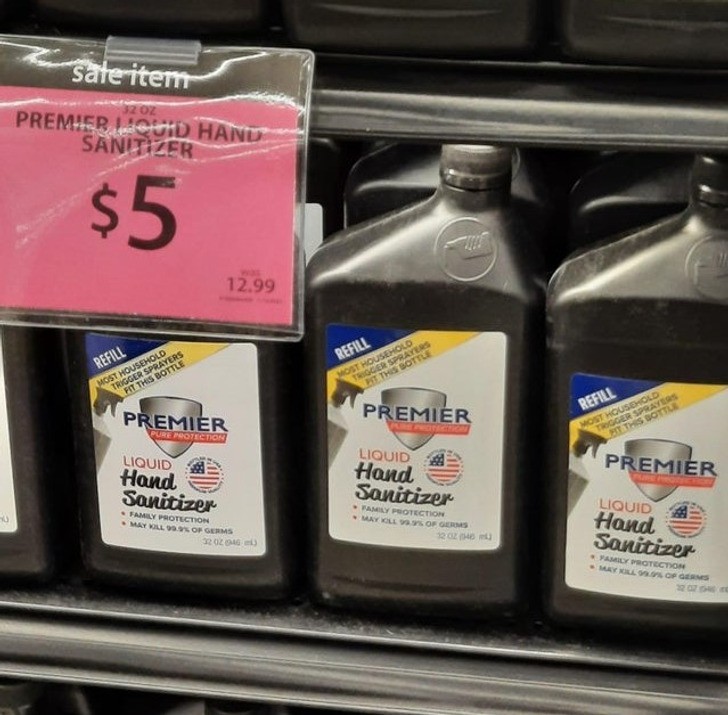 sale item
32 OZ
PREMIER LIQUID HAND
SANITIZER
$5
WAS
12.99
REFILL
MOST HOUSEHOLD
TRIGGER SPRAYERS
FIT THIS BOTTLE
PREMIER
PURE PROTECTION
LIQUID
Hand
Sanitizer
• FAMILY PROTECTION
• MAY KILL 99.9% OF GERMS
32 OZ (946 mL)
REFILL
MOST HOUSEHOLD
TRIGGER SPRAYERS
FIT THIS BOTTLE
PREMIER
PURE PROTECTION
LIQUID
Hand
Sanitizer
• FAMILY PROTECTION
• MAY KILL 99.9% OF GERMS
32 OZ (946 mL)
REFILL
MOST HOUSEHOLD
TRIGGER SPRAYERS
FIT THIS BOTTLE
PREMIER
PURE PROTECTION
LIQUID
Hand
Sanitizer
• FAMILY PROTECTION
• MAY KILL 99.9% OF GERMS
32 OZ (946